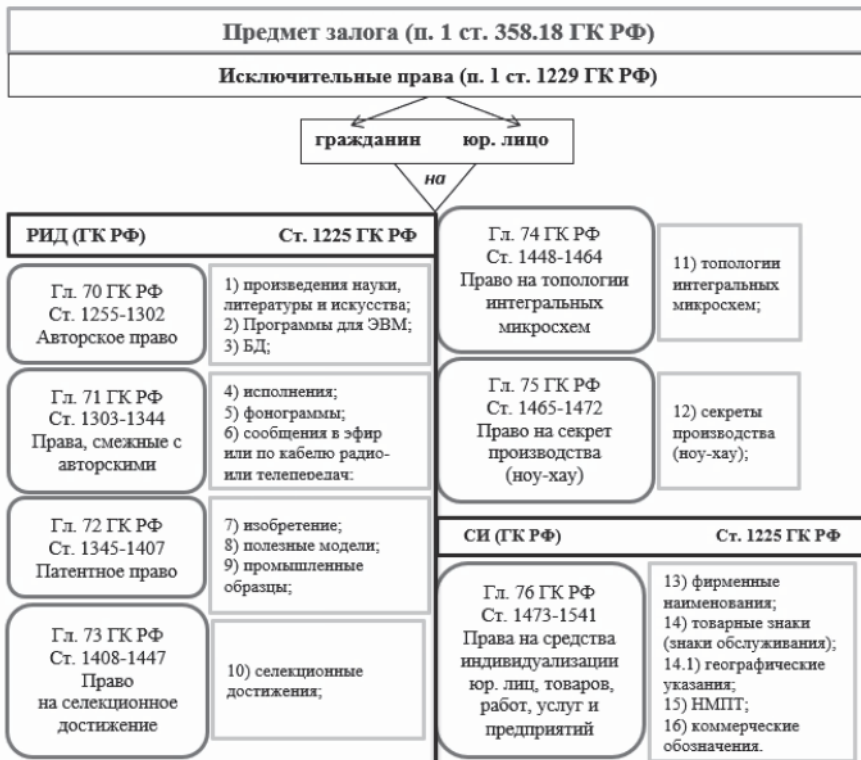 Предмет залога (п. 1 ст. 358.18 ГК РФ)
Исключительные права (п. 1 ст. 1229 ГК РФ)
гражданин юр. лицо
на
РИД (ГК РФ) Ст. 1225 ГК РФ
Гл. 70 ГК РФ
Ст. 1255-1302
Авторское право
1) произведения науки,
литературы и искусства;
2) Программы для ЭВМ;
3) БД;
Гл. 71 ГК РФ
Ст. 1303-1344
Права, смежные с
авторскими
4) исполнения;
5) фонограммы;
6) сообщения в эфир
или по кабелю радио-
или телепередач;
Гл. 72 ГК РФ
Ст. 1345-1407
Патентное право
7) изобретение;
8) полезные модели;
9) промышленные
образцы;
Гл. 73 ГК РФ
Ст. 1408-1447
Право
на селекционное
достижение
10) селекционные
достижения;
Гл. 74 ГК РФ
Ст. 1448-1464
Право на топологии
интегральных
микросхем
11) топологии
интегральных
микросхем;
Гл. 75 ГК РФ
Ст. 1465-1472
Право на секрет
производства
(ноу-хау)
12) секреты
производства
(ноу-хау);
СИ (ГК РФ) Ст. 1225 ГК РФ
Гл. 76 ГК РФ
Ст. 1473-1541
Права на средства
индивидуализации
юр. лиц, товаров,
работ, услуг и
предприятий
13) фирменные
наименования;
14) товарные знаки
(знаки обслуживания);
14.1) географические
указания;
15) НМПТ;
16) коммерческие
обозначения.